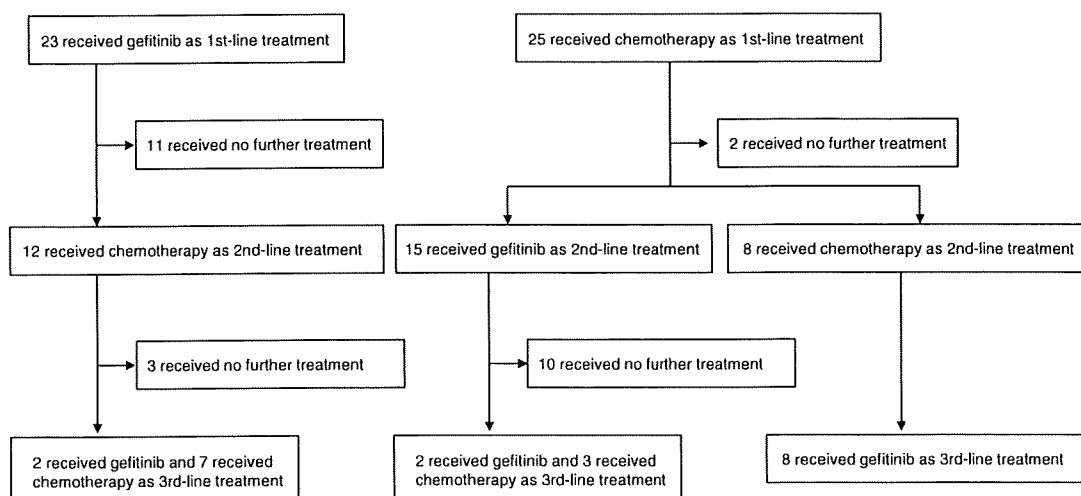 23 received gefitinib as 1st-line treatment
25 received chemotherapy as 1st-line treatment
11 received no further treatment
2 received no further treatment
12 received chemotherapy as 2nd-line treatment
15 received gefitinib as 2nd-line treatment
8 received chemotherapy as 2nd-line treatment
3 received no further treatment
10 received no further treatment
2 received gefitinib and 7 received
chemotherapy as 3rd-line treatment
2 received gefitinib and 3 received
chemotherapy as 3rd-line treatment
8 received gefitinib as 3rd-line treatment